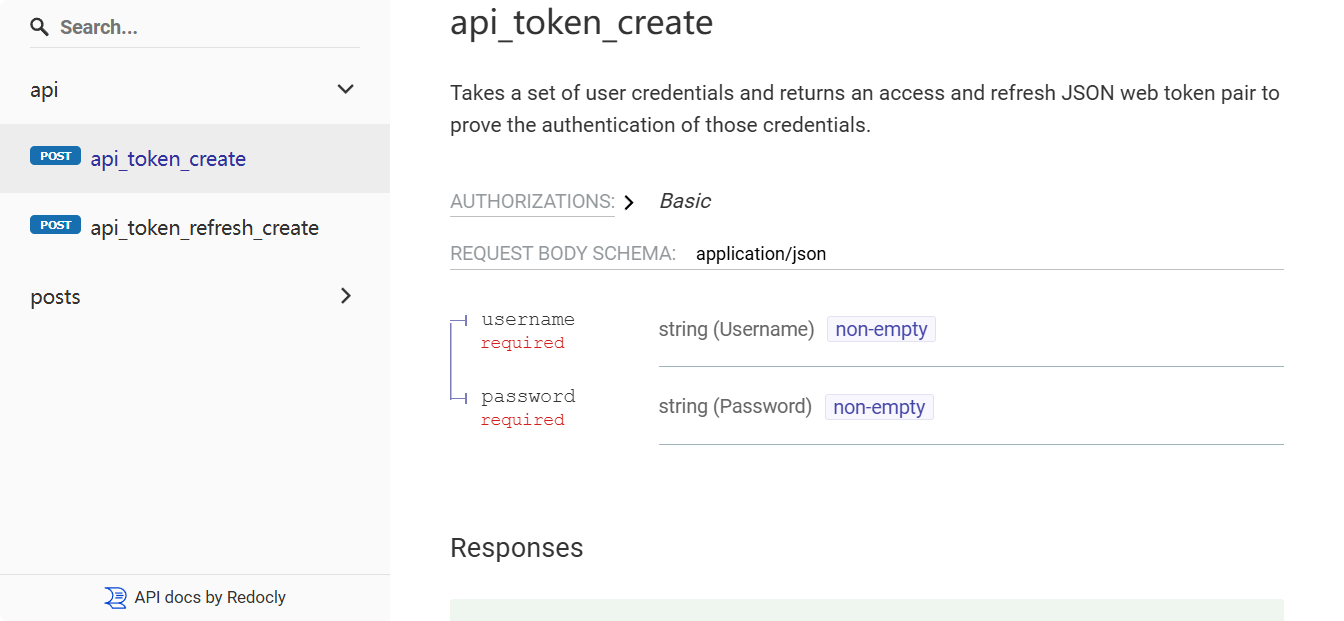 Search...
api
POST api_token_create
POST api_token_refresh_create
posts
API docs by Redocly
api_token_create
Takes a set of user credentials and returns an access and refresh JSON web token pair to
prove the authentication of those credentials.
AUTHORIZATIONS: Basic
REQUEST BODY SCHEMA: application/json
username
required
string (Username) non-empty
password
required
string (Password) non-empty
Responses